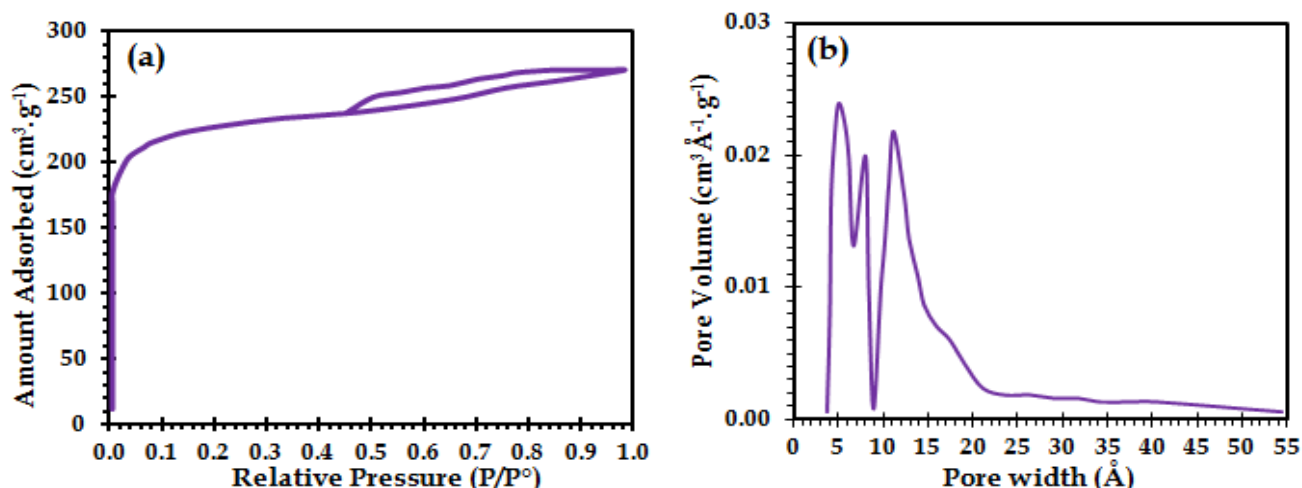 (a)
Amount Adsorbed (cm³.g⁻¹)
300
250
200
150
100
50
0
0.0 0.1 0.2 0.3 0.4 0.5 0.6 0.7 0.8 0.9 1.0
Relative Pressure (P/P°)
(b)
Pore Volume (cm³Å⁻¹.g⁻¹)
0.03
0.02
0.01
0.00
0 5 10 15 20 25 30 35 40 45 50 55
Pore width (Å)